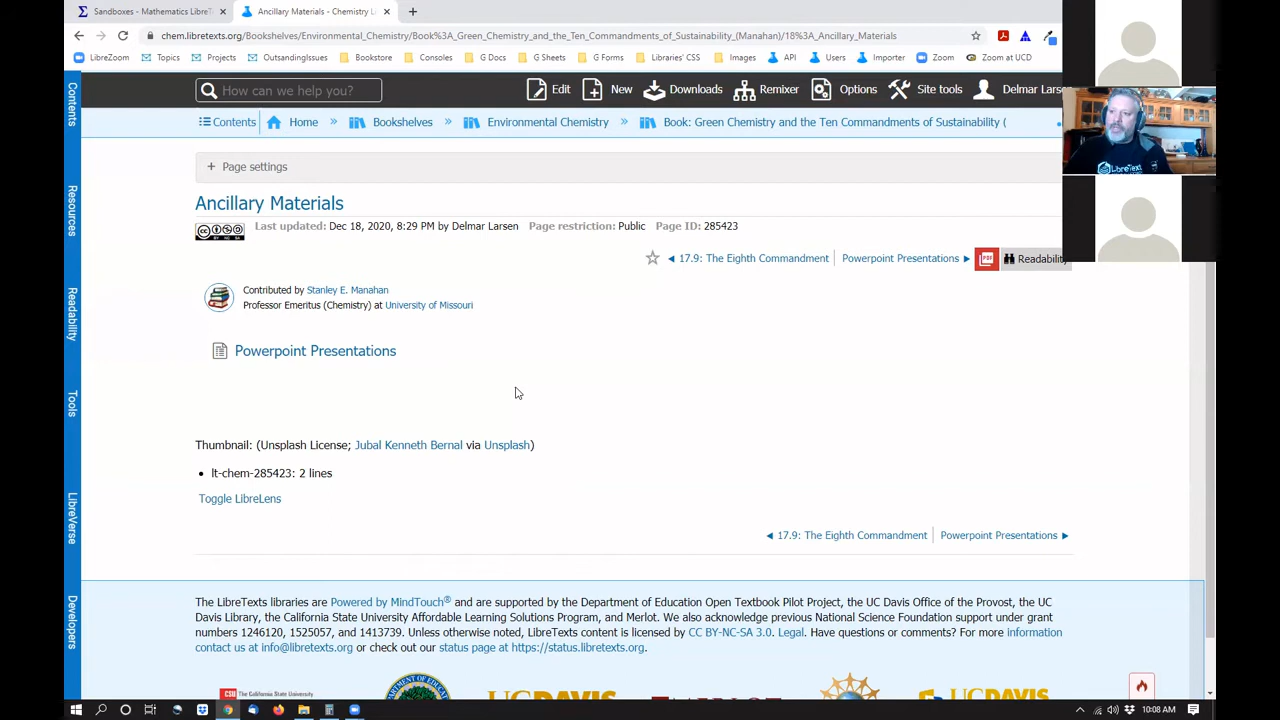 Sandboxes - Mathematics LibreT
Ancillary Materials - Chemistry L
chem.libretexts.org/Bookshelves/Environmental_Chemistry/Book%3A_Green_Chemistry_and_the_Ten_Commandments_of_Sustainability_(Manahan)/18%3A_Ancillary_Materials
LibreZoom Topics Projects OutsandingIssues Bookstore Consoles G Docs G Sheets G Forms Libraries' CSS Images API Users Importer Zoom Zoom at UCD
How can we help you?
Edit New Downloads Remixer Options Site tools Delmar Larsen
Contents Home » Bookshelves » Environmental Chemistry » Book: Green Chemistry and the Ten Commandments of Sustainability (
Contents
Resources
Readability
Tools
LibreVerse
Developers
+ Page settings
Ancillary Materials
Last updated: Dec 18, 2020, 8:29 PM by Delmar Larsen Page restriction: Public Page ID: 285423
17.9: The Eighth Commandment | Powerpoint Presentations PDF Readability
Contributed by Stanley E. Manahan
Professor Emeritus (Chemistry) at University of Missouri
Powerpoint Presentations
LibreTexts
Thumbnail: (Unsplash License; Jubal Kenneth Bernal via Unsplash)
• lt-chem-285423: 2 lines
Toggle LibreLens
17.9: The Eighth Commandment | Powerpoint Presentations
The LibreTexts libraries are Powered by MindTouch® and are supported by the Department of Education Open Textbook Pilot Project, the UC Davis Office of the Provost, the UC
Davis Library, the California State University Affordable Learning Solutions Program, and Merlot. We also acknowledge previous National Science Foundation support under grant
numbers 1246120, 1525057, and 1413739. Unless otherwise noted, LibreTexts content is licensed by CC BY-NC-SA 3.0. Legal. Have questions or comments? For more information
contact us at info@libretexts.org or check out our status page at https://status.libretexts.org.
CSU The California State University
UC DAVIS
UCDAVIS
10:08 AM